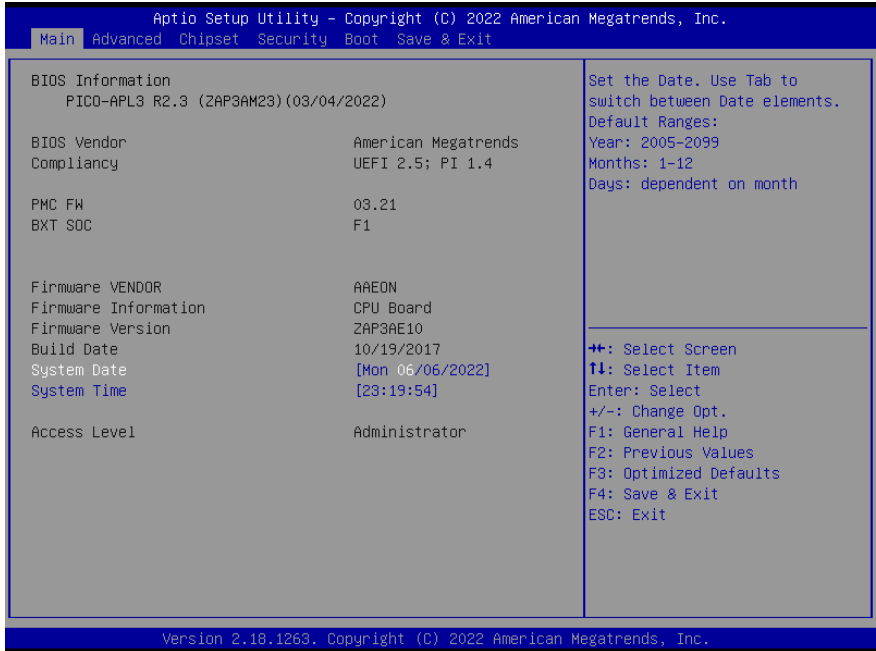 Aptio Setup Utility – Copyright (C) 2022 American Megatrends, Inc.
Main Advanced Chipset Security Boot Save & Exit
BIOS Information
PICO-APL3 R2.3 (ZAP3AM23)(03/04/2022)
BIOS Vendor American Megatrends
Compliancy UEFI 2.5; PI 1.4
PMC FW 03.21
BXT SOC F1
Firmware VENDOR AAEON
Firmware Information CPU Board
Firmware Version ZAP3AE10
Build Date 10/19/2017
System Date [Mon 06/06/2022]
System Time [23:19:54]
Access Level Administrator
Set the Date. Use Tab to
switch between Date elements.
Default Ranges:
Year: 2005-2099
Months: 1-12
Days: dependent on month
→←: Select Screen
↑↓: Select Item
Enter: Select
+/-: Change Opt.
F1: General Help
F2: Previous Values
F3: Optimized Defaults
F4: Save & Exit
ESC: Exit
Version 2.18.1263. Copyright (C) 2022 American Megatrends, Inc.